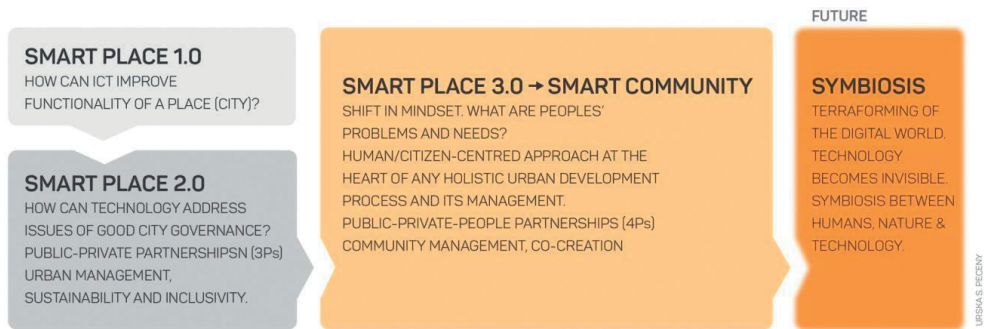 SMART PLACE 1.0
HOW CAN ICT IMPROVE
FUNCTIONALITY OF A PLACE (CITY)?
SMART PLACE 2.0
HOW CAN TECHNOLOGY ADDRESS
ISSUES OF GOOD CITY GOVERNANCE?
PUBLIC-PRIVATE PARTNERSHIPSN (3Ps)
URBAN MANAGEMENT,
SUSTAINABILITY AND INCLUSIVITY.
SMART PLACE 3.0 → SMART COMMUNITY
SHIFT IN MINDSET. WHAT ARE PEOPLES'
PROBLEMS AND NEEDS?
HUMAN/CITIZEN-CENTRED APPROACH AT THE
HEART OF ANY HOLISTIC URBAN DEVELOPMENT
PROCESS AND ITS MANAGEMENT.
PUBLIC-PRIVATE-PEOPLE PARTNERSHIPS (4Ps)
COMMUNITY MANAGEMENT, CO-CREATION
FUTURE
SYMBIOSIS
TERRAFORMING OF
THE DIGITAL WORLD.
TECHNOLOGY
BECOMES INVISIBLE.
SYMBIOSIS BETWEEN
HUMANS, NATURE &
TECHNOLOGY.
URSKA S. PECENY